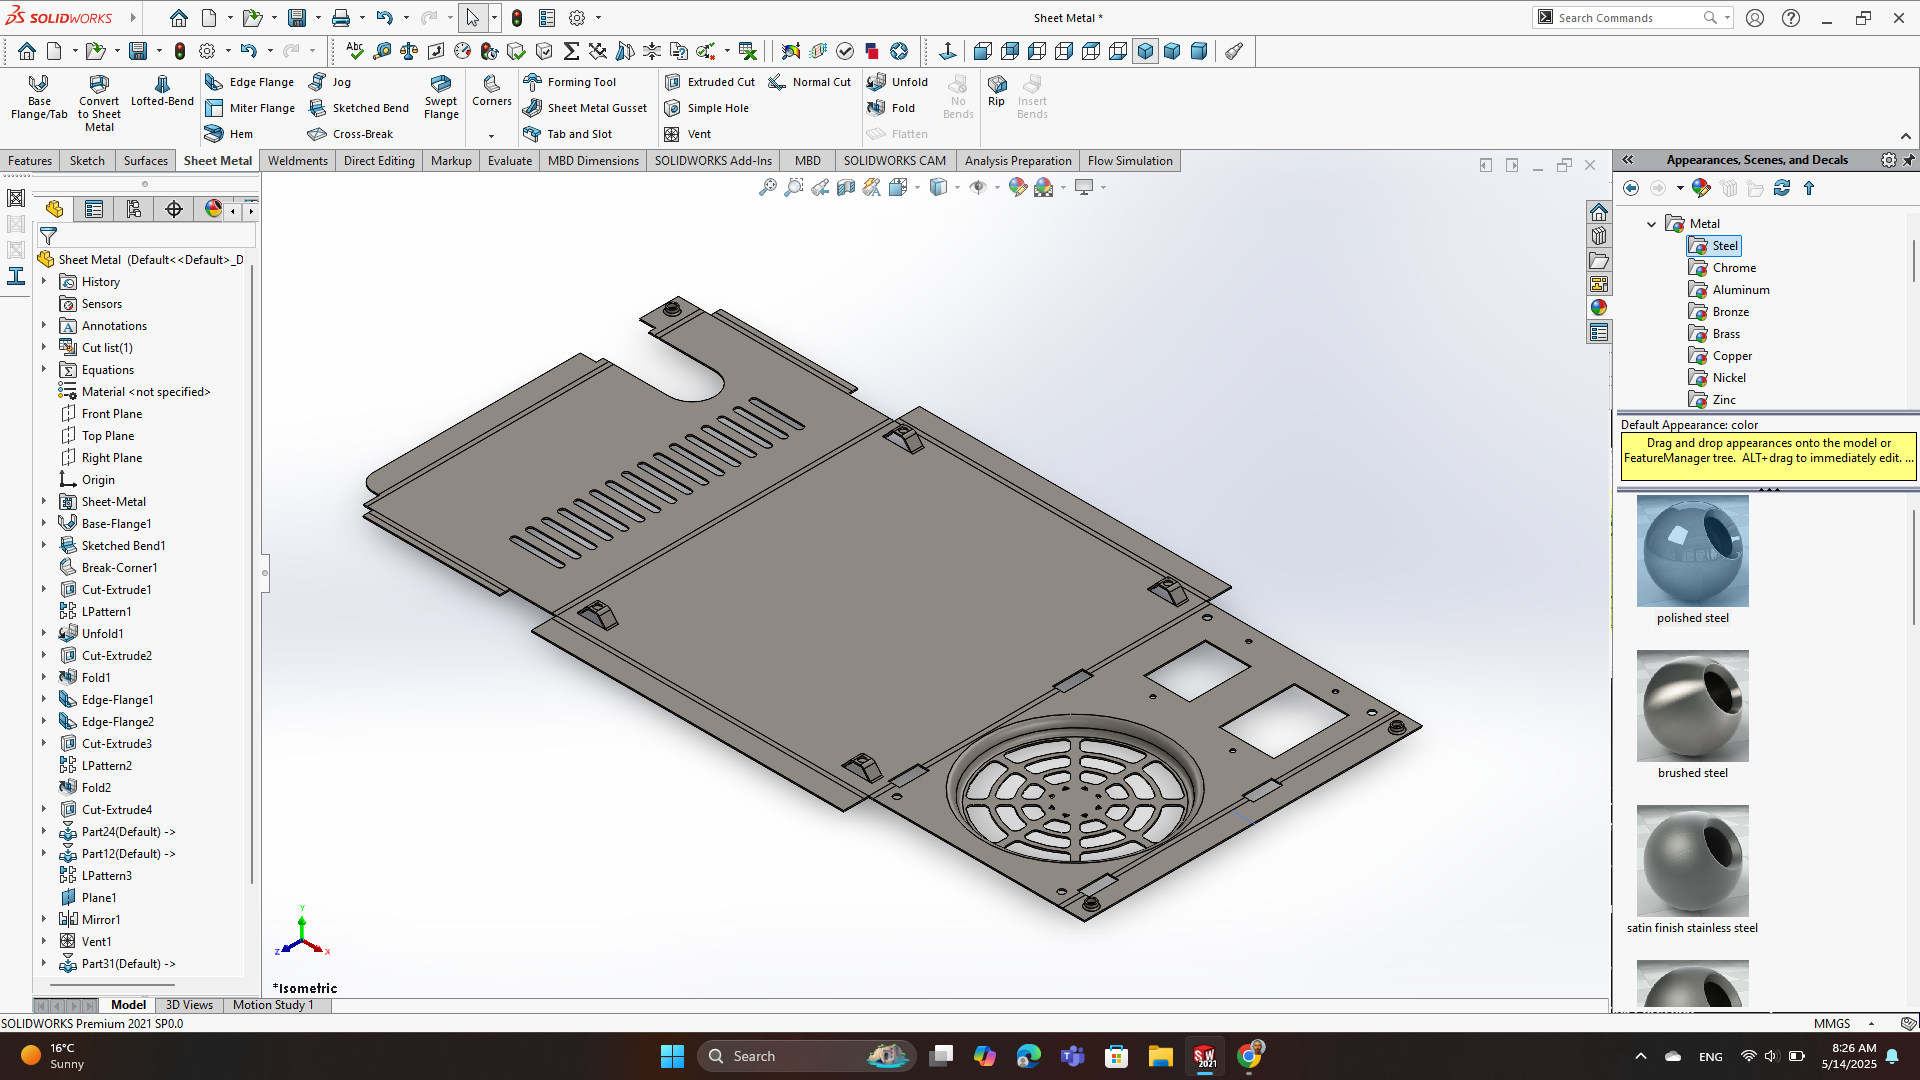 SOLIDWORKS
Sheet Metal *
Search Commands
Base Flange/Tab
Convert to Sheet Metal
Lofted-Bend
Edge Flange
Miter Flange
Hem
Jog
Sketched Bend
Cross-Break
Swept Flange
Corners
Forming Tool
Sheet Metal Gusset
Tab and Slot
Extruded Cut
Simple Hole
Vent
Normal Cut
Unfold
Fold
Flatten
No Bends
Rip
Insert Bends
Features
Sketch
Surfaces
Sheet Metal
Weldments
Direct Editing
Markup
Evaluate
MBD Dimensions
SOLIDWORKS Add-Ins
MBD
SOLIDWORKS CAM
Analysis Preparation
Flow Simulation
Sheet Metal (Default<<Default>_D
History
Sensors
Annotations
Cut list(1)
Equations
Material <not specified>
Front Plane
Top Plane
Right Plane
Origin
Sheet-Metal
Base-Flange1
Sketched Bend1
Break-Corner1
Cut-Extrude1
LPattern1
Unfold1
Cut-Extrude2
Fold1
Edge-Flange1
Edge-Flange2
Cut-Extrude3
LPattern2
Fold2
Cut-Extrude4
Part24(Default) ->
Part12(Default) ->
LPattern3
Plane1
Mirror1
Vent1
Part31(Default) ->
Y
Z
X
*Isometric
Appearances, Scenes, and Decals
Metal
Steel
Chrome
Aluminum
Bronze
Brass
Copper
Nickel
Zinc
Default Appearance: color
Drag and drop appearances onto the model or
FeatureManager tree. ALT+drag to immediately edit. ...
polished steel
brushed steel
satin finish stainless steel
Model
3D Views
Motion Study 1
SOLIDWORKS Premium 2021 SP0.0
MMGS
16°C
Sunny
Search
SW
2021
ENG
8:26 AM
5/14/2025